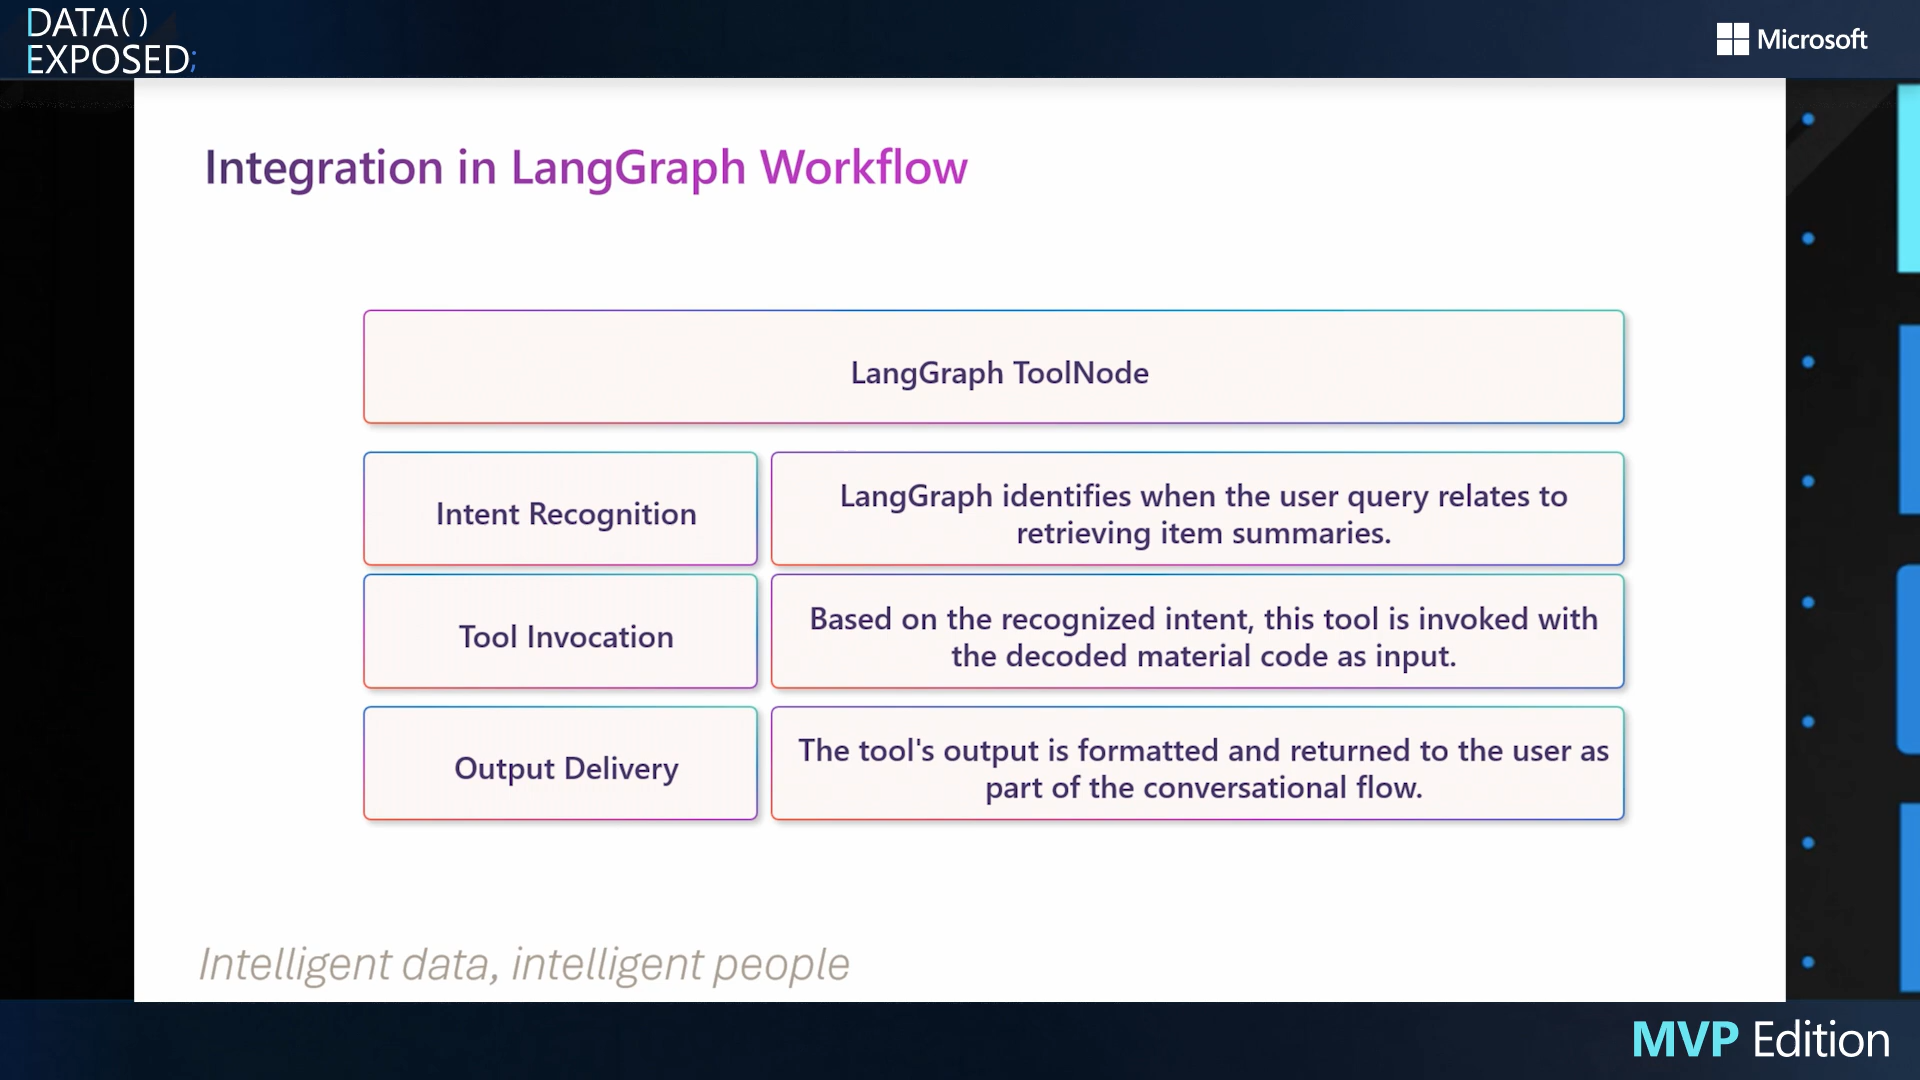 DATA()
EXPOSED;
Microsoft
Integration in LangGraph Workflow
LangGraph ToolNode
Intent Recognition
LangGraph identifies when the user query relates to
retrieving item summaries.
Tool Invocation
Based on the recognized intent, this tool is invoked with
the decoded material code as input.
Output Delivery
The tool's output is formatted and returned to the user as
part of the conversational flow.
Intelligent data, intelligent people
MVP Edition